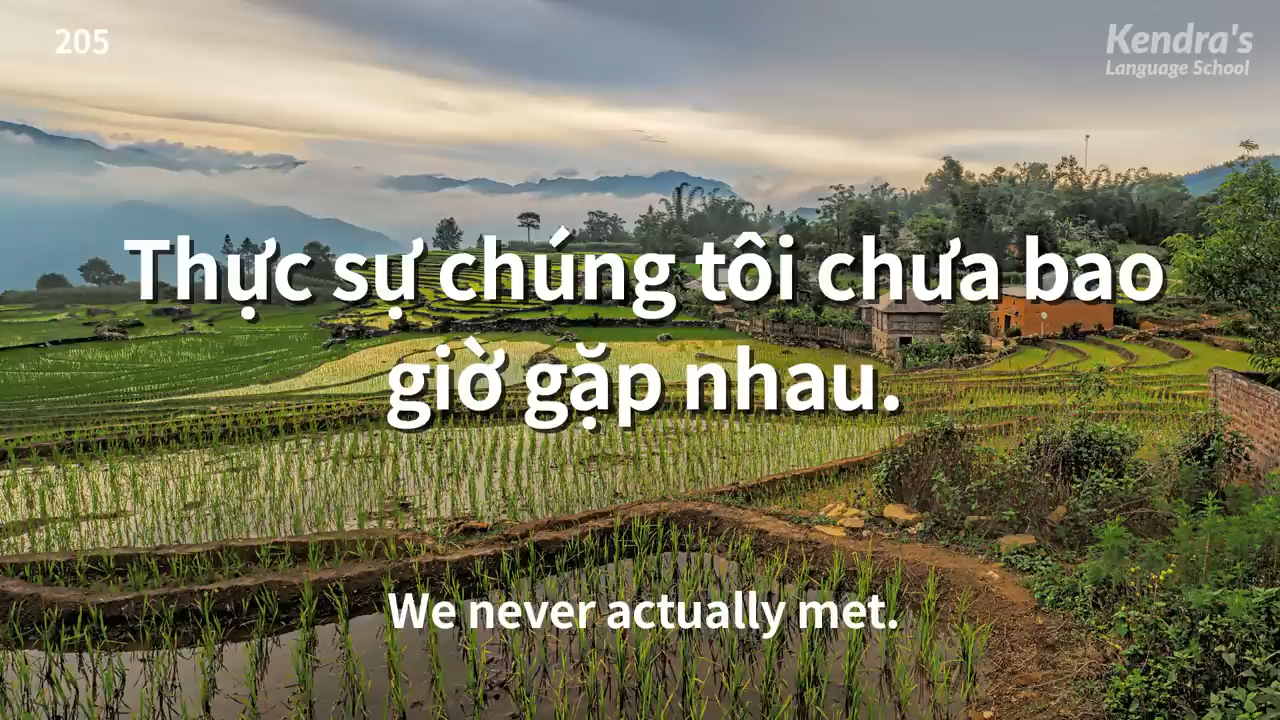 205
Kendra's
Language School
Thực sự chúng tôi chưa bao
giờ gặp nhau.
We never actually met.